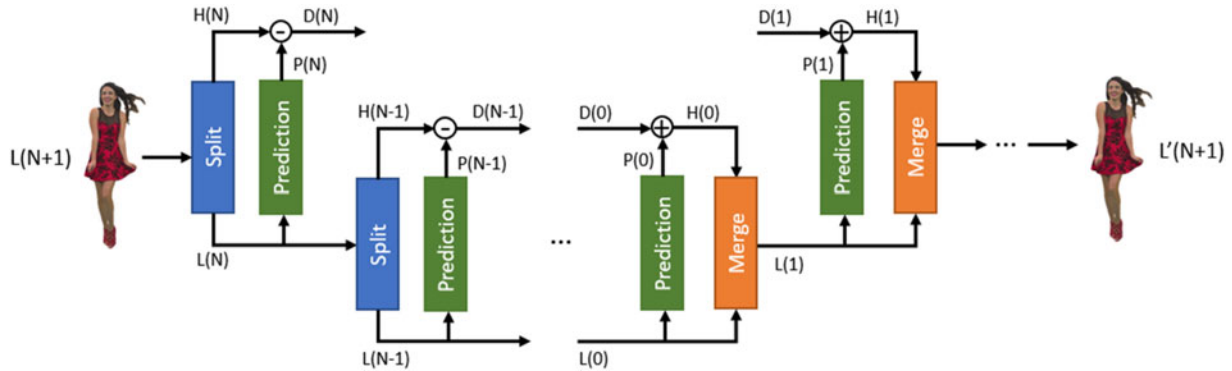 H(N)
D(N)
P(N)
L(N+1)
Split
Prediction
L(N)
H(N-1)
D(N-1)
P(N-1)
Split
Prediction
L(N-1)
...
D(0)
H(0)
P(0)
Prediction
Merge
L(0)
L(1)
D(1)
H(1)
P(1)
Prediction
Merge
...
L’(N+1)